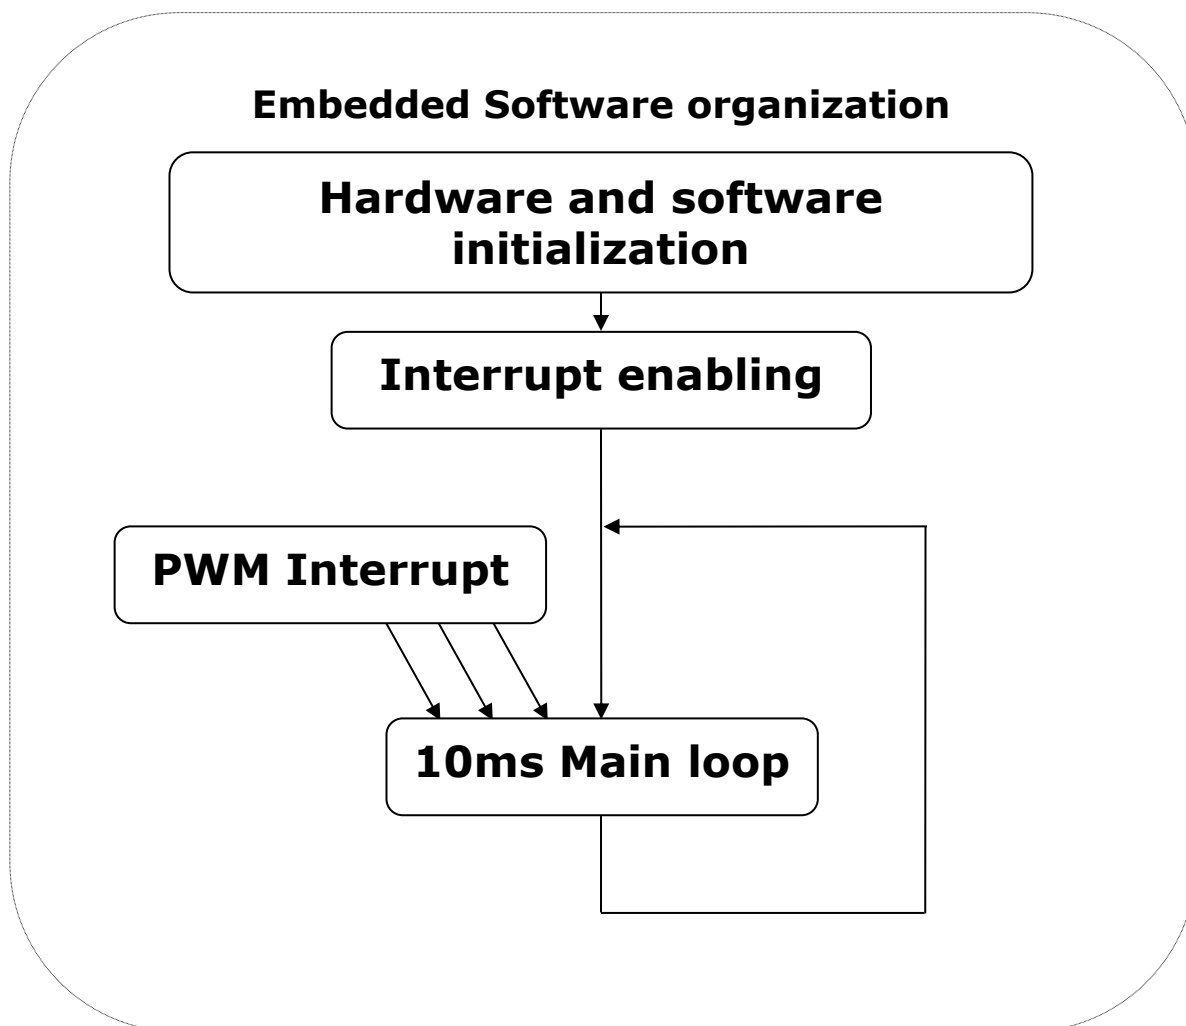 Embedded Software organization
Hardware and software
initialization
Interrupt enabling
PWM Interrupt
10ms Main loop